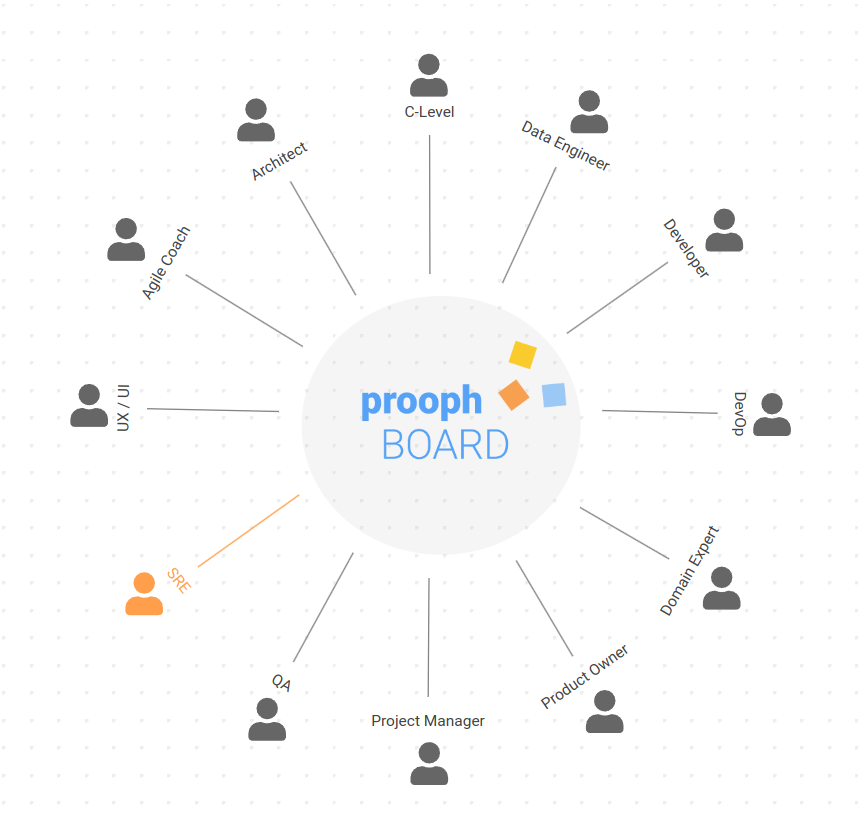 C-Level
Data Engineer
Architect
Developer
Agile Coach
prooph
BOARD
UX / UI
DevOp
SRE
Domain Expert
QA
Product Owner
Project Manager